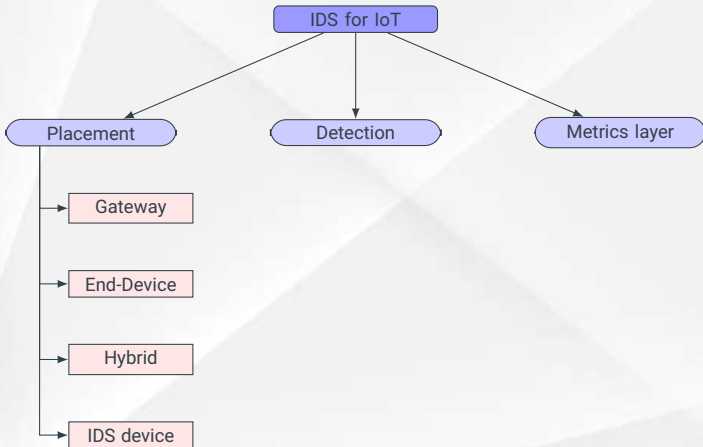 IDS for IoT
Placement
Detection
Metrics layer
Gateway
End-Device
Hybrid
IDS device